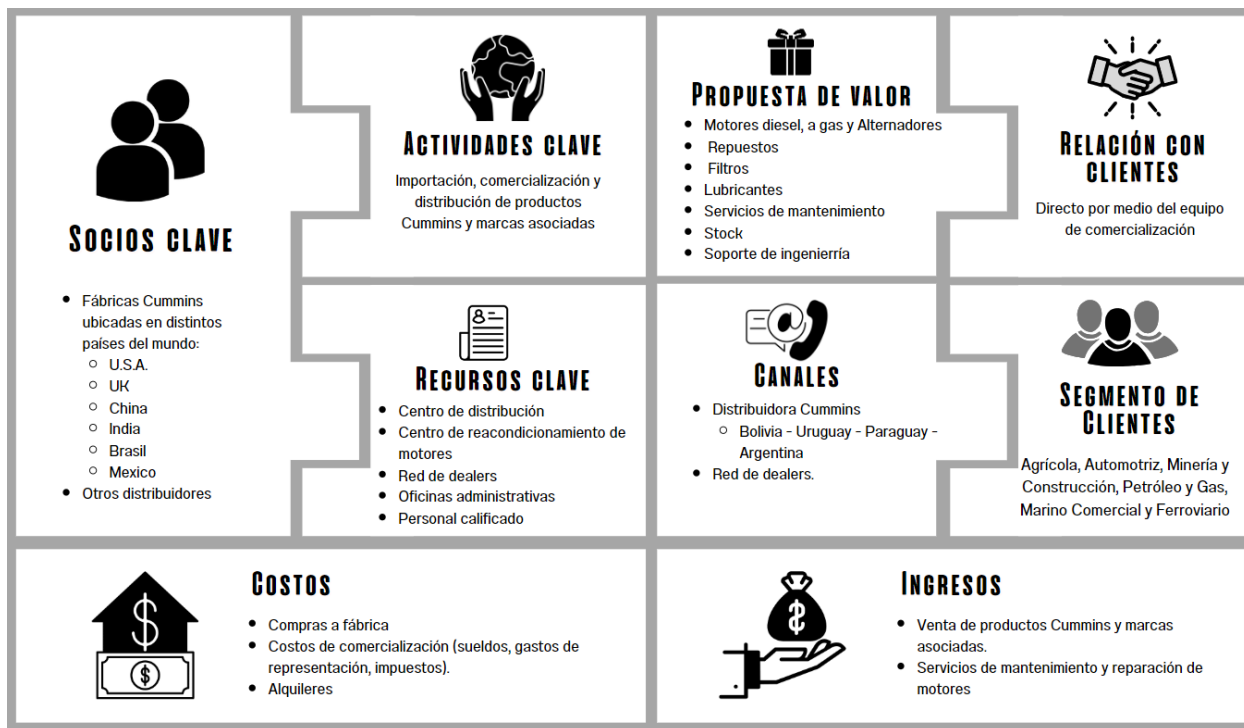 SOCIOS CLAVE
Fábricas Cummins
ubicadas en distintos
países del mundo:
U.S.A.
UK
China
India
Brasil
Mexico
Otros distribuidores
ACTIVIDADES CLAVE
Importación, comercialización y
distribución de productos
Cummins y marcas asociadas
RECURSOS CLAVE
Centro de distribución
Centro de reacondicionamiento de
motores
Red de dealers
Oficinas administrativas
Personal calificado
PROPUESTA DE VALOR
Motores diesel, a gas y Alternadores
Repuestos
Filtros
Lubricantes
Servicios de mantenimiento
Stock
Soporte de ingenierría
CANALES
Distribuidora Cummins
Bolivia - Uruguay - Paraguay -
Argentina
Red de dealers.
RELACIÓN CON
CLIENTES
Directo por medio del equipo
de comercialización
SEGMENTO DE
CLIENTES
Agrícola, Automotriz, Minería y
Construcción, Petróleo y Gas,
Marino Comercial y Ferroviario
COSTOS
Compras a fábrica
Costos de comercialización (sueldos, gastos de
representación, impuestos).
Alquileres
INGRESOS
Venta de productos Cummins y marcas
asociadas.
Servicios de mantenimiento y reparación de
motores